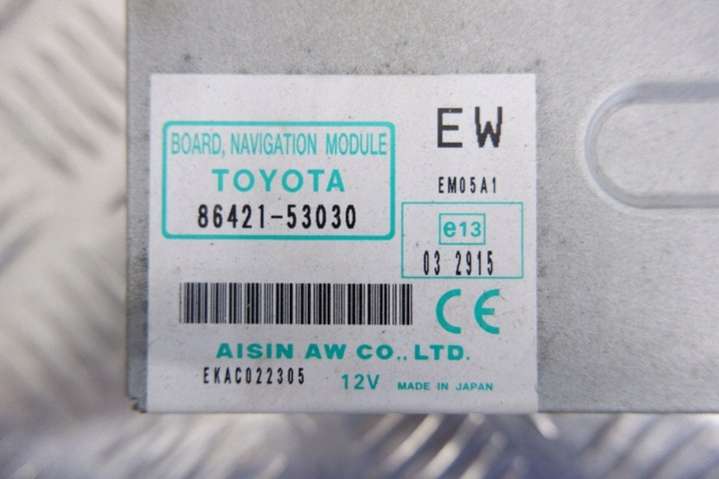 BOARD, NAVIGATION MODULE
TOYOTA
86421-53030
EW
EM05A1
e13
03 2915
CE
AISIN AW CO., LTD.
EKAC022305
12V
MADE IN JAPAN